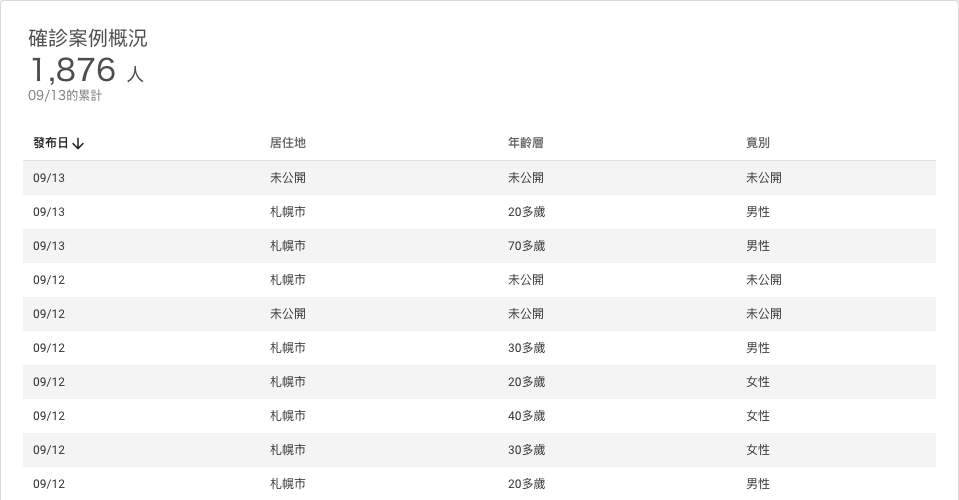 確診案例概況
1,876 人
09/13的累計
發布日↓ 居住地 年齡層 竟別
09/13 未公開 未公開 未公開
09/13 札幌市 20多歲 男性
09/13 札幌市 70多歲 男性
09/12 札幌市 未公開 未公開
09/12 未公開 未公開 未公開
09/12 札幌市 30多歲 男性
09/12 札幌市 20多歲 女性
09/12 札幌市 40多歲 女性
09/12 札幌市 30多歲 女性
09/12 札幌市 20多歲 男性